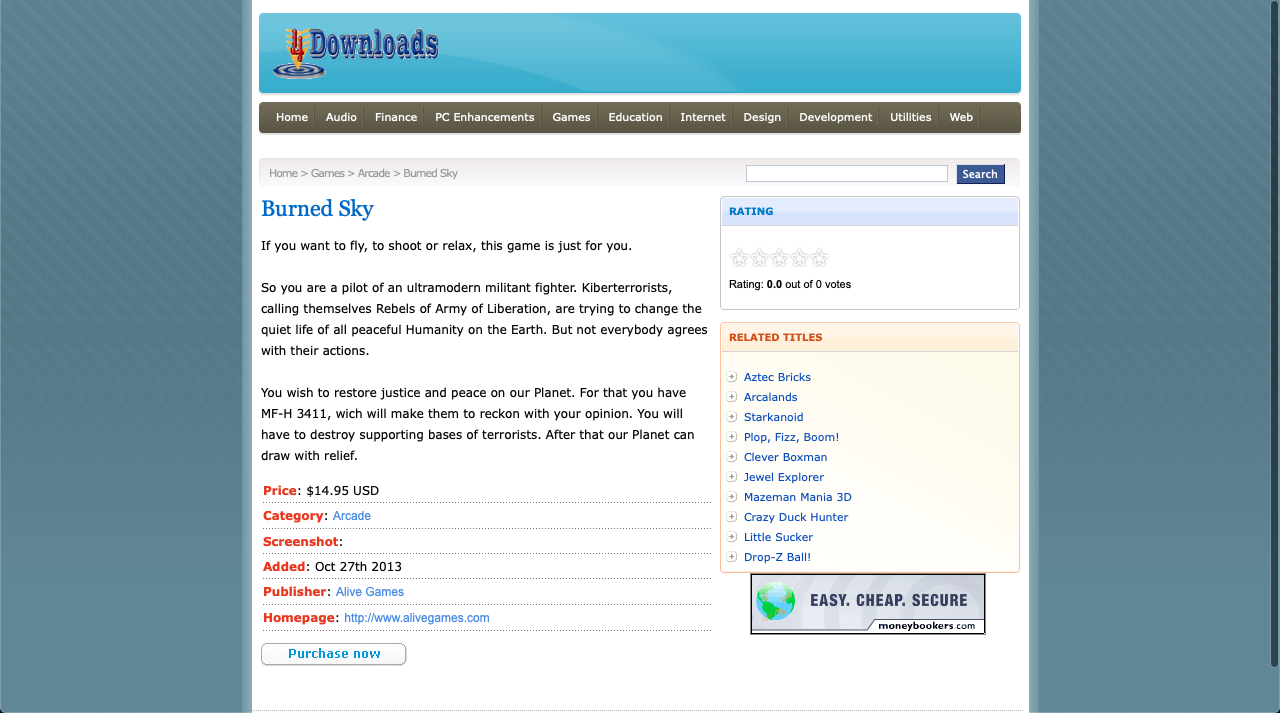 4Downloads
Home Audio Finance PC Enhancements Games Education Internet Design Development Utilities Web
Home > Games > Arcade > Burned Sky
Search
Burned Sky
If you want to fly, to shoot or relax, this game is just for you.
So you are a pilot of an ultramodern militant fighter. Kiberterrorists,
calling themselves Rebels of Army of Liberation, are trying to change the
quiet life of all peaceful Humanity on the Earth. But not everybody agrees
with their actions.
You wish to restore justice and peace on our Planet. For that you have
MF-H 3411, wich will make them to reckon with your opinion. You will
have to destroy supporting bases of terrorists. After that our Planet can
draw with relief.
Price: $14.95 USD
Category: Arcade
Screenshot:
Added: Oct 27th 2013
Publisher: Alive Games
Homepage: http://www.alivegames.com
Purchase now
RATING
Rating: 0.0 out of 0 votes
RELATED TITLES
Aztec Bricks
Arcalands
Starkanoid
Plop, Fizz, Boom!
Clever Boxman
Jewel Explorer
Mazeman Mania 3D
Crazy Duck Hunter
Little Sucker
Drop-Z Ball!
EASY. CHEAP. SECURE
moneybookers.com